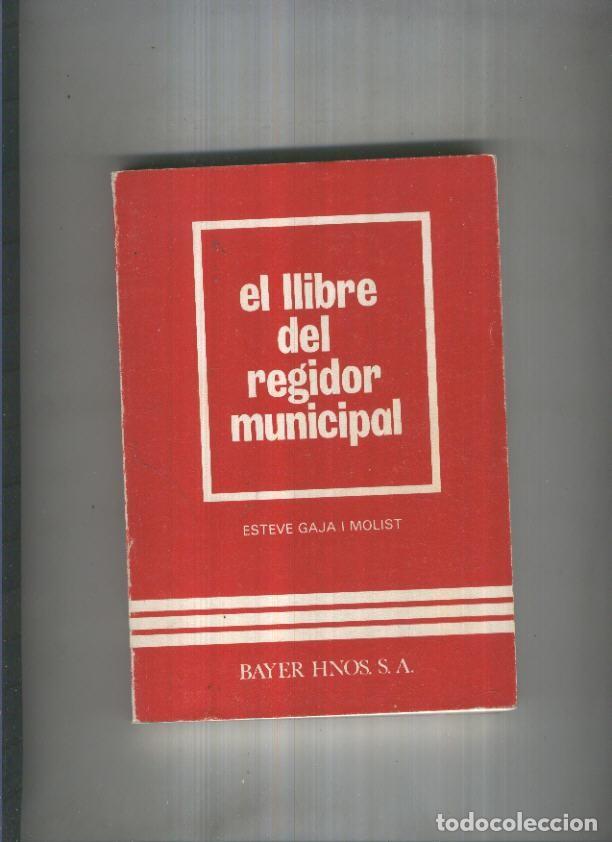 el llibre
del
regidor
municipal
ESTEVE GAJA I MOLIST
BAYER HNOS. S. A.
todocoleccion